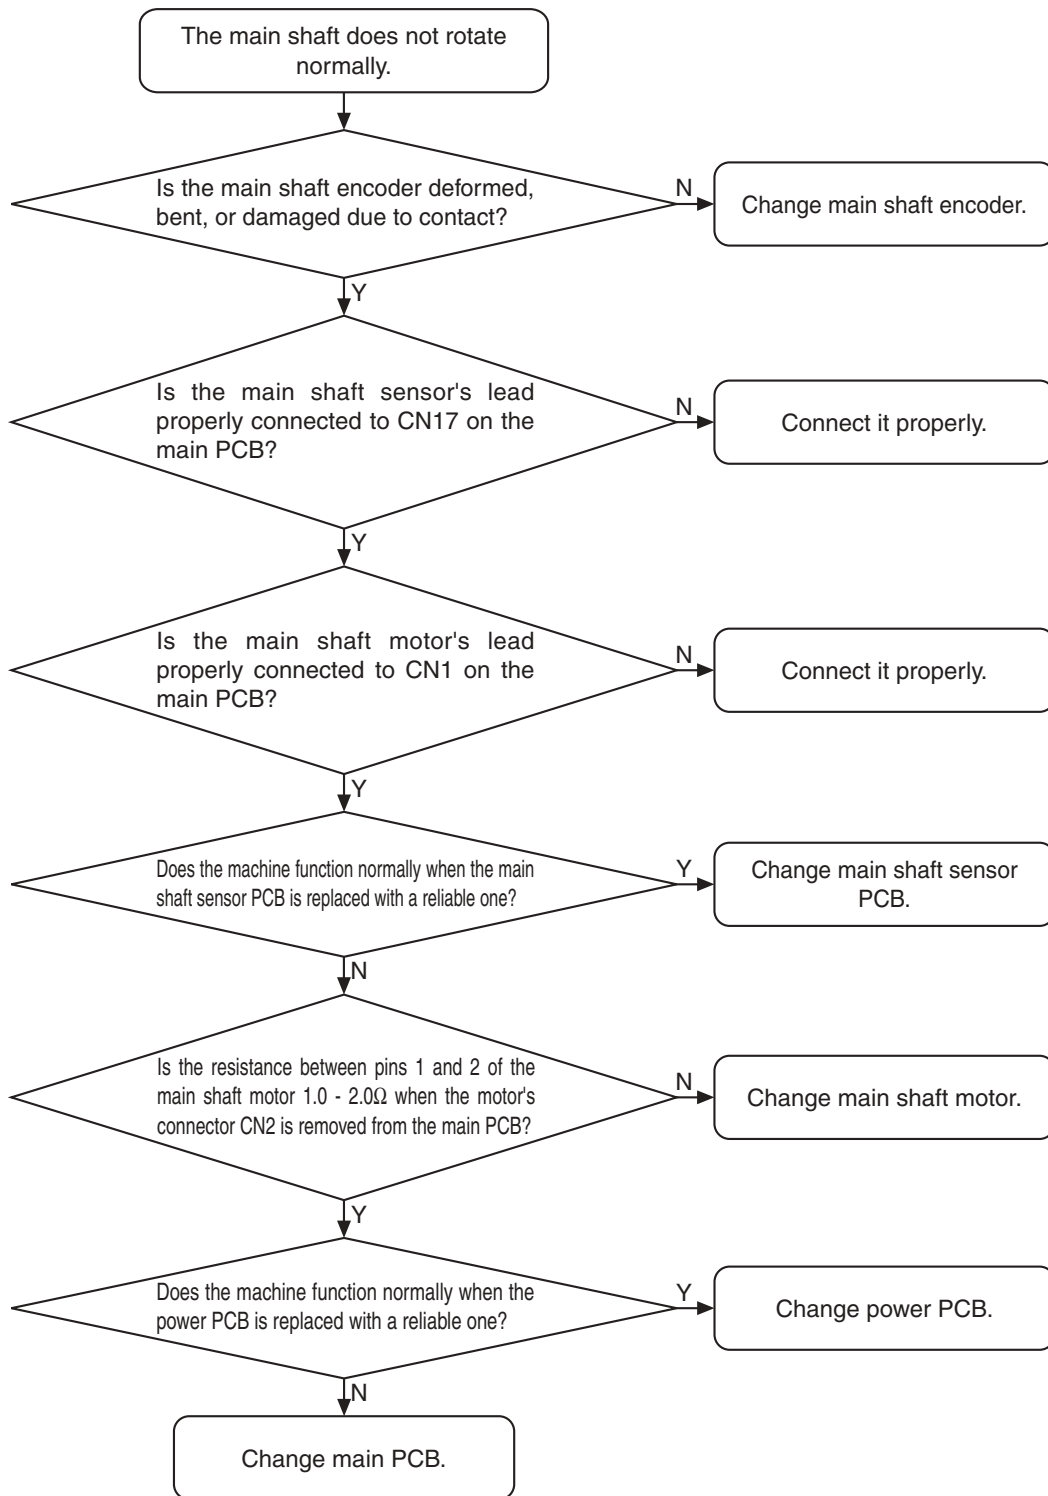 The main shaft does not rotate
normally.
Is the main shaft encoder deformed,
bent, or damaged due to contact?
N
Change main shaft encoder.
Y
Is the main shaft sensor's lead
properly connected to CN17 on the
main PCB?
N
Connect it properly.
Y
Is the main shaft motor's lead
properly connected to CN1 on the
main PCB?
N
Connect it properly.
Y
Does the machine function normally when the main
shaft sensor PCB is replaced with a reliable one?
Y
Change main shaft sensor
PCB.
N
Is the resistance between pins 1 and 2 of the
main shaft motor 1.0 - 2.0Ω when the motor's
connector CN2 is removed from the main PCB?
N
Change main shaft motor.
Y
Does the machine function normally when the
power PCB is replaced with a reliable one?
Y
Change power PCB.
N
Change main PCB.